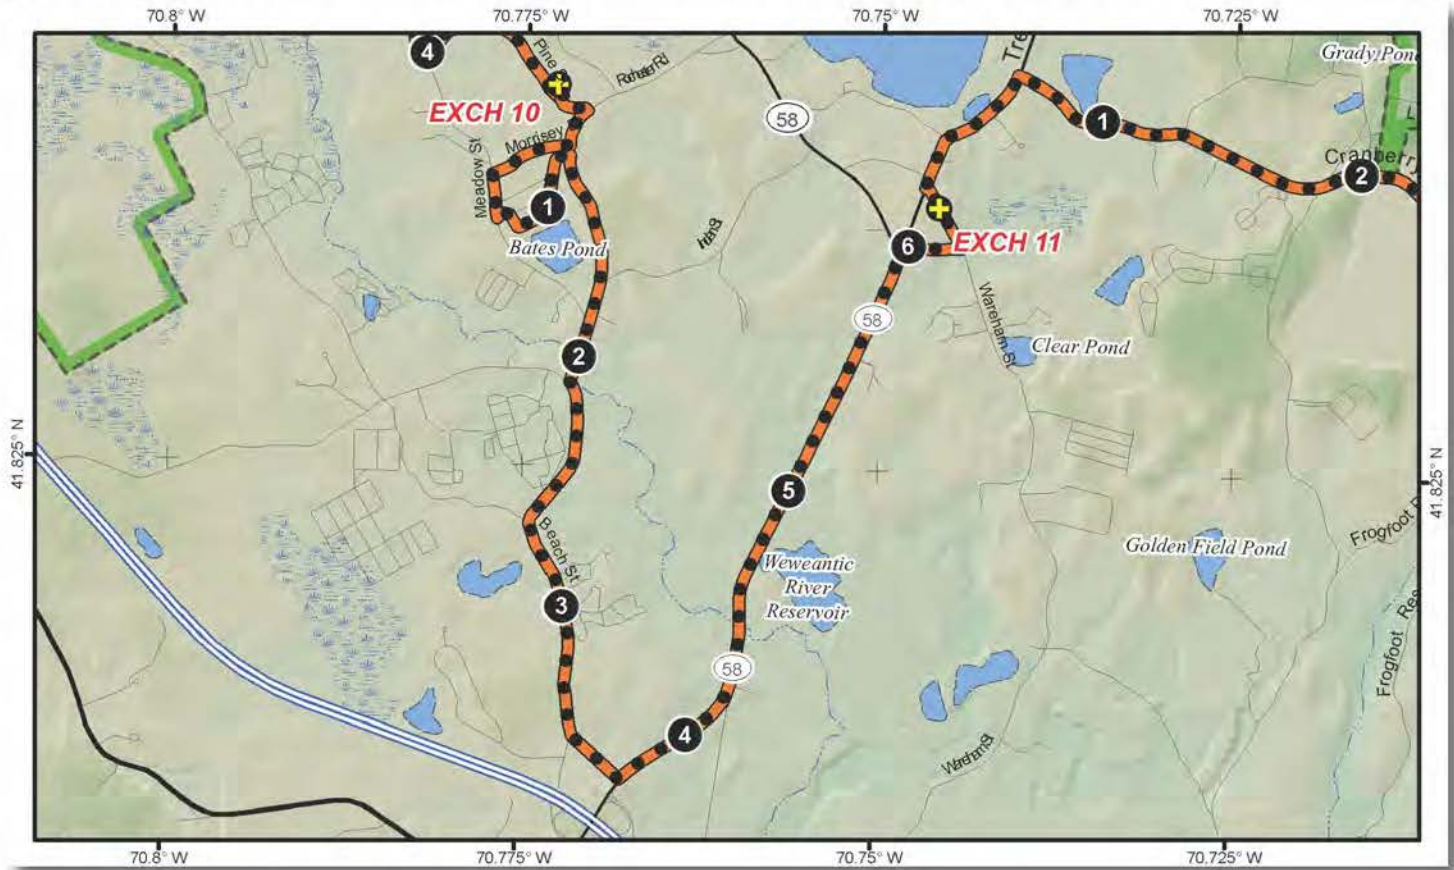 70.8° W
70.775° W
70.75° W
70.725° W
4
Pine
Rochester Rd
EXCH 10
58
Tre
Grady Pon
1
Morrisey
Meadow St
Cranberry
2
1
Bates Pond
6
EXCH 11
58
Wareham St
Clear Pond
2
41.825° N
41.825° N
5
Beach St
Weweantic
River
Reservoir
Golden Field Pond
Frogfoot
3
58
Frogfoot Res
4
Wareham St
70.8° W
70.775° W
70.75° W
70.725° W